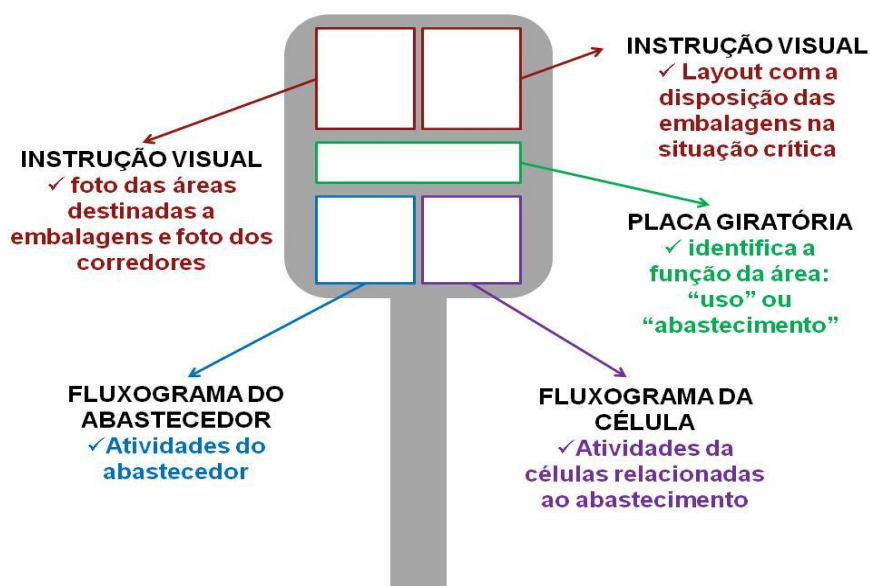 INSTRUÇÃO VISUAL
✓ foto das áreas
destinadas a
embalagens e foto dos
corredores
INSTRUÇÃO VISUAL
✓ Layout com a
disposição das
embalagens na
situação crítica
PLACA GIRATÓRIA
✓ identifica a
função da área:
“uso” ou
“abastecimento”
FLUXOGRAMA DO
ABASTECEDOR
✓Atividades do
abastecedor
FLUXOGRAMA DA
CÉLULA
✓Atividades da
células relacionadas
ao abastecimento